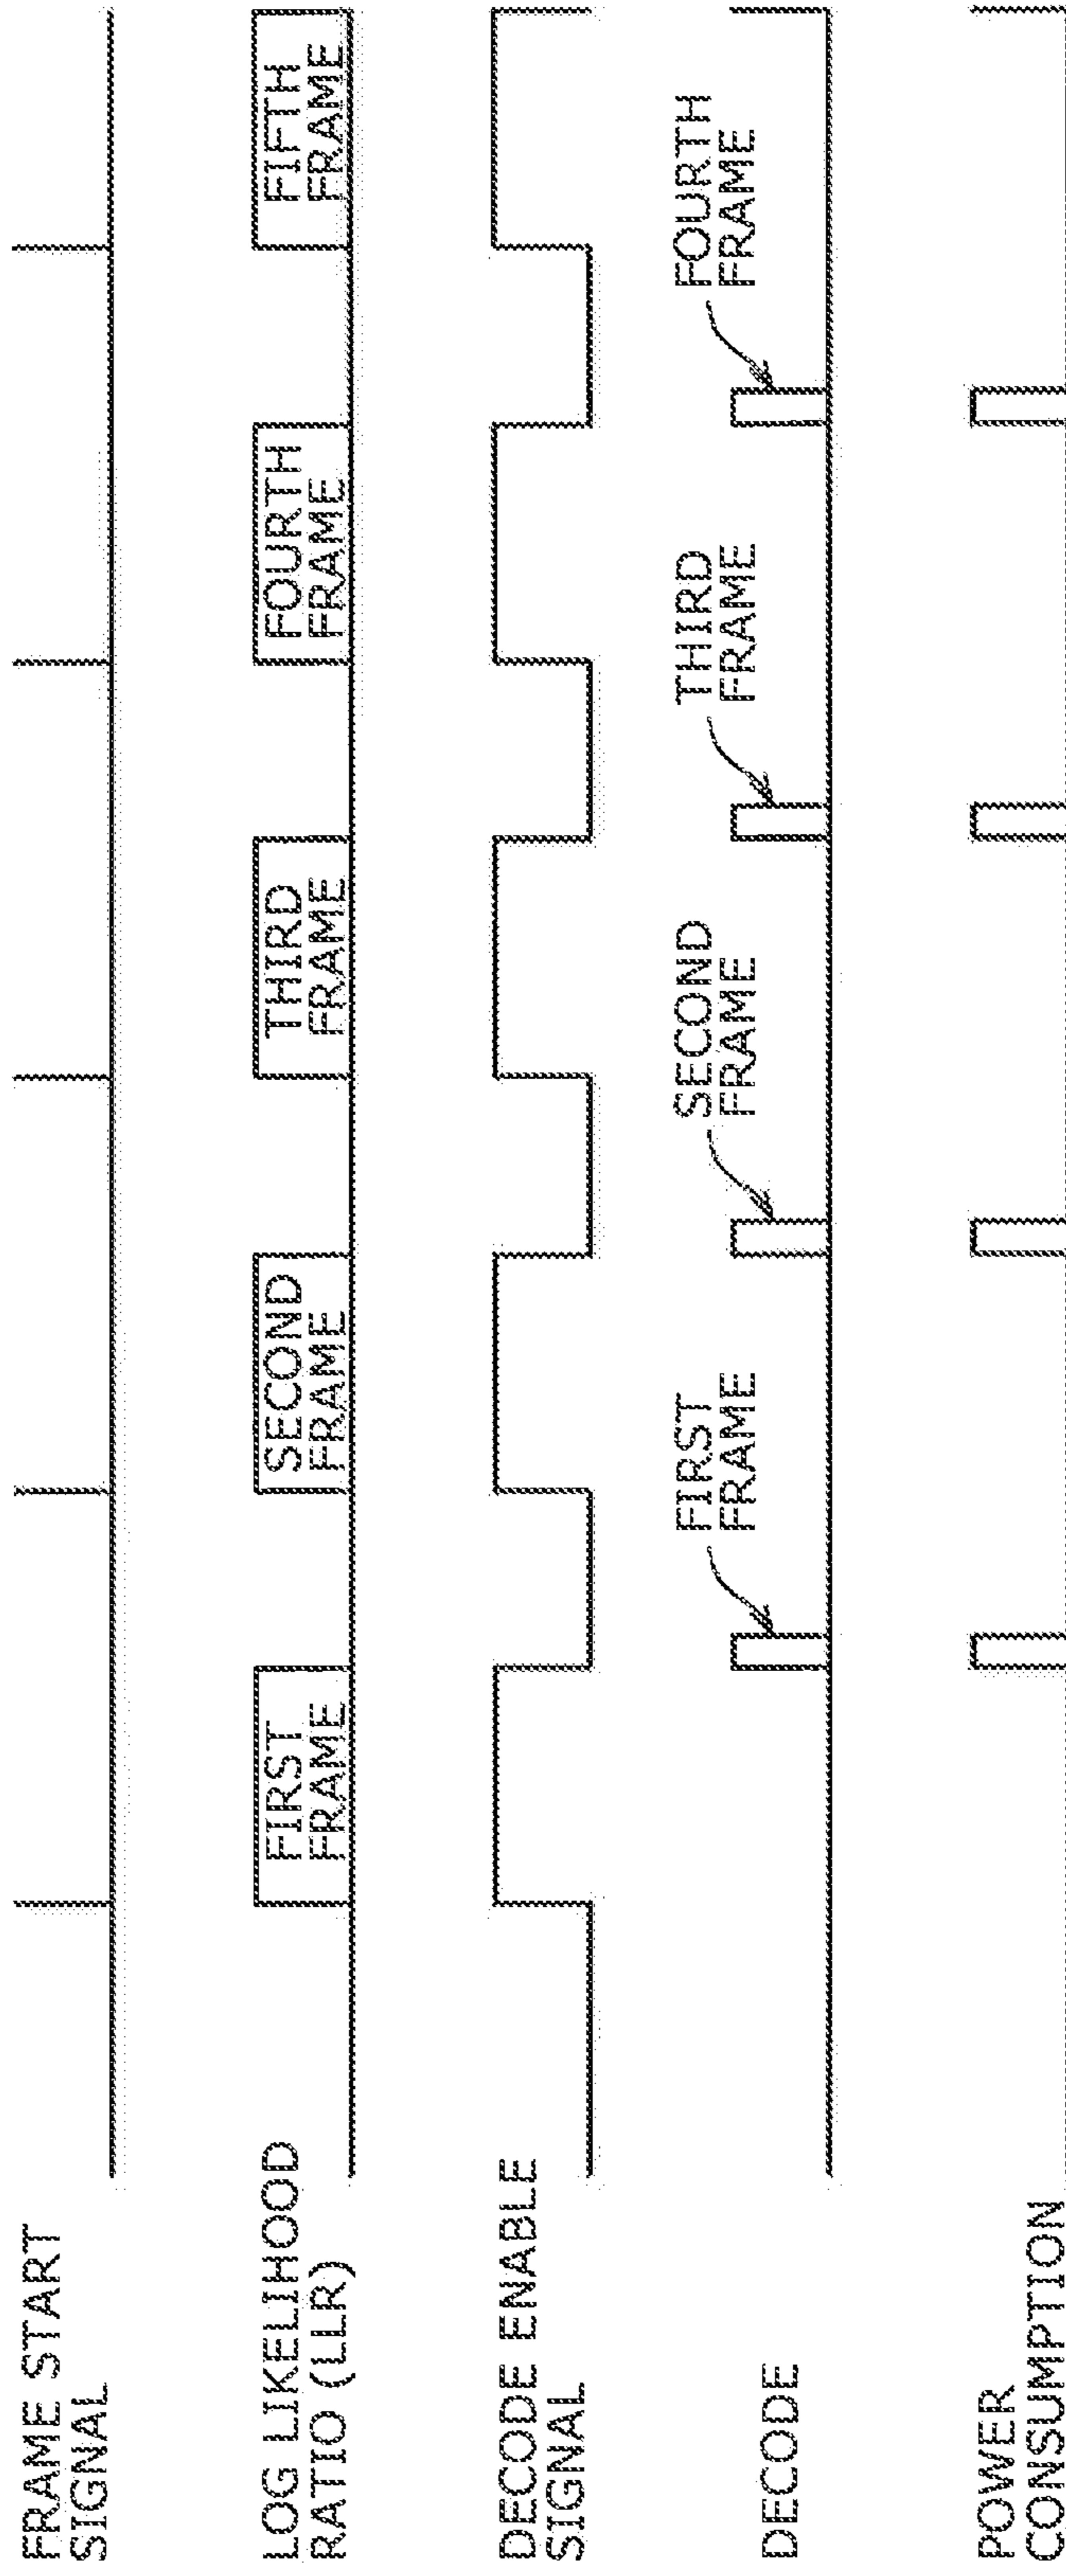 FRAME START
SIGNAL
LOG LIKELIHOOD
RATIO (LLR)
FIRST
FRAME
SECOND
FRAME
THIRD
FRAME
FOURTH
FRAME
FIFTH
FRAME
DECODE ENABLE
SIGNAL
DECODE
FIRST
FRAME
SECOND
FRAME
THIRD
FRAME
FOURTH
FRAME
POWER
CONSUMPTION